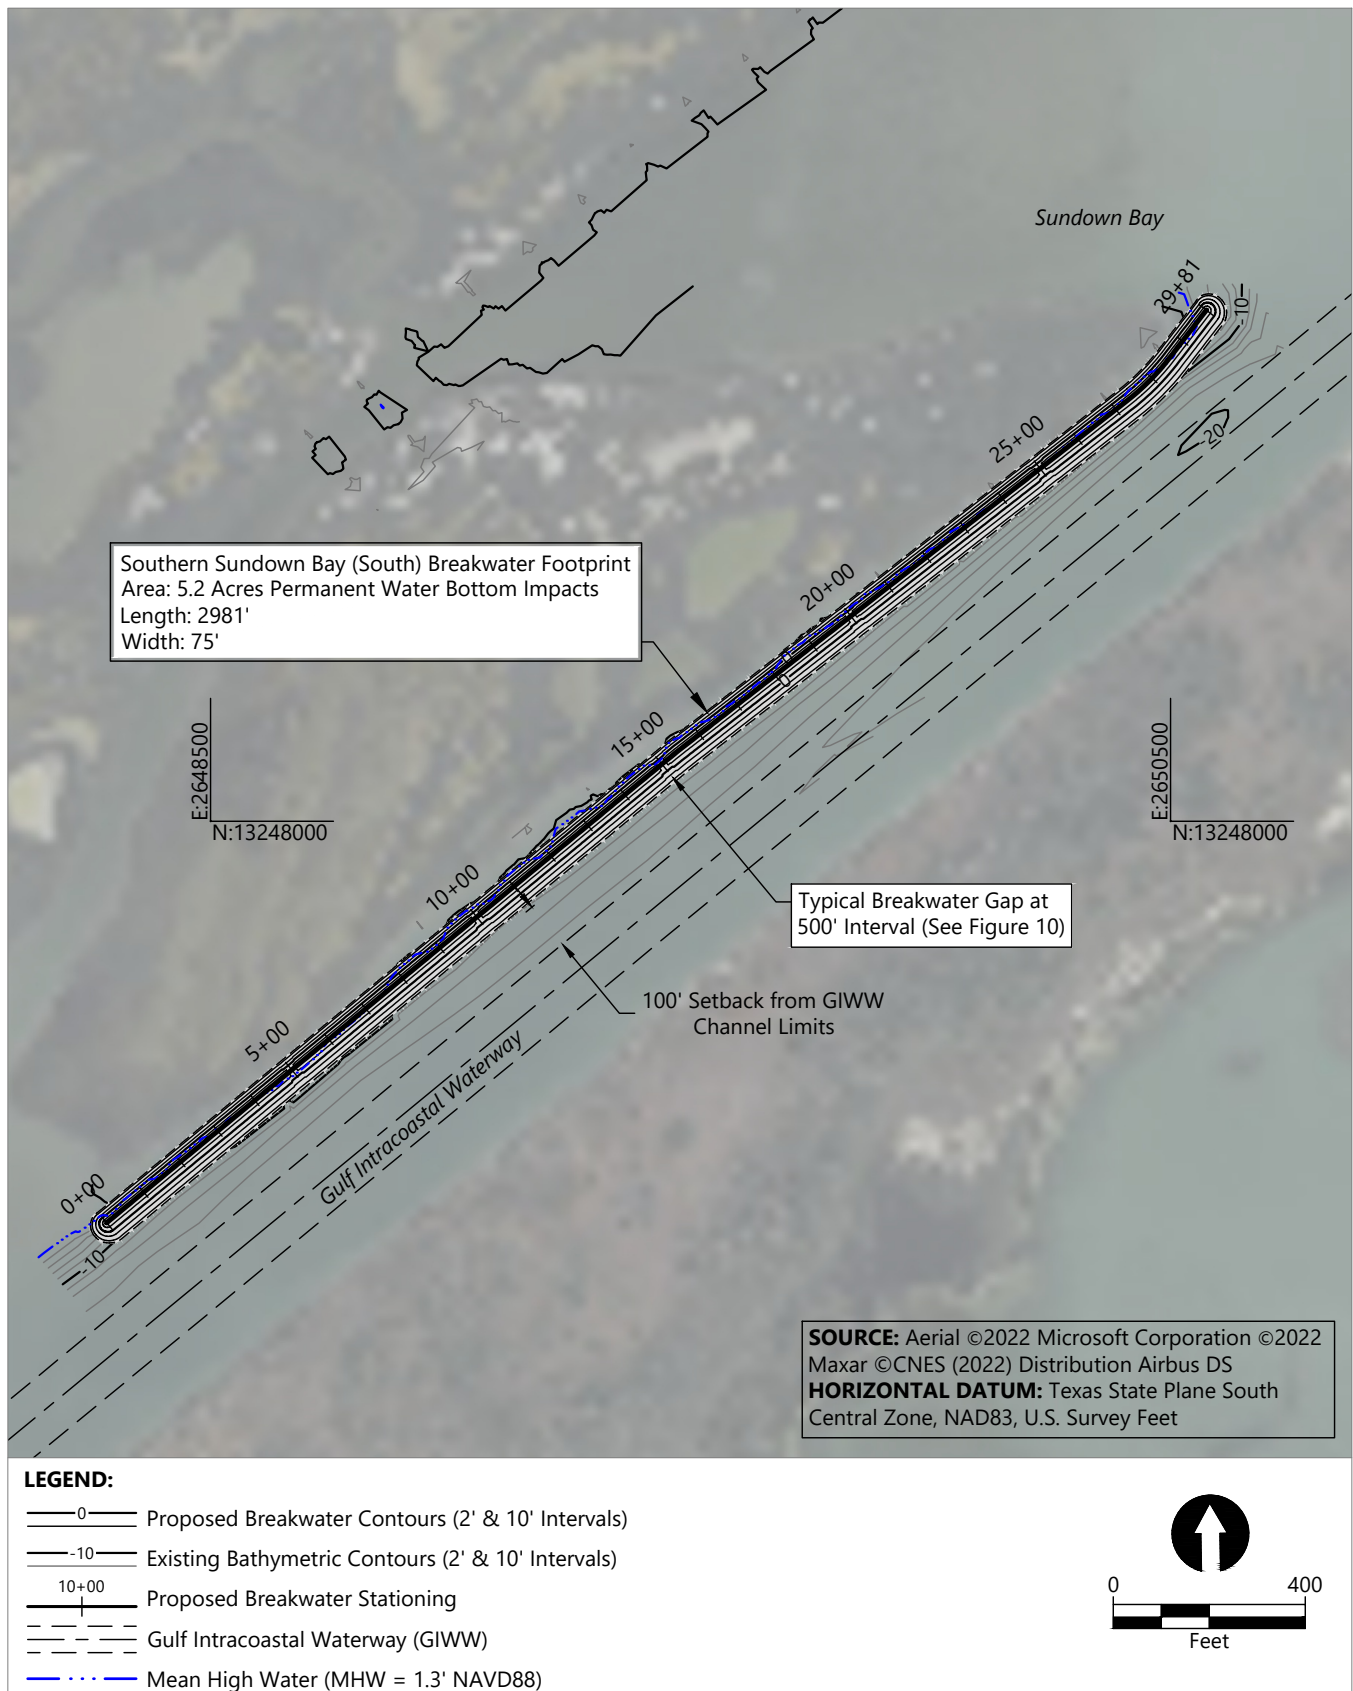 Sundown Bay
29+81
-10
-20
25+00
Southern Sundown Bay (South) Breakwater Footprint
Area: 5.2 Acres Permanent Water Bottom Impacts
Length: 2981'
Width: 75'
20+00
0
15+00
E:2648500
N:13248000
E:2650500
N:13248000
10+00
Typical Breakwater Gap at
500' Interval (See Figure 10)
100' Setback from GIWW
Channel Limits
5+00
Gulf Intracoastal Waterway
0+00
-10
SOURCE: Aerial ©2022 Microsoft Corporation ©2022
Maxar ©CNES (2022) Distribution Airbus DS
HORIZONTAL DATUM: Texas State Plane South
Central Zone, NAD83, U.S. Survey Feet
LEGEND:
0 Proposed Breakwater Contours (2' & 10' Intervals)
-10 Existing Bathymetric Contours (2' & 10' Intervals)
10+00 Proposed Breakwater Stationing
Gulf Intracoastal Waterway (GIWW)
Mean High Water (MHW = 1.3' NAVD88)
0 400
Feet